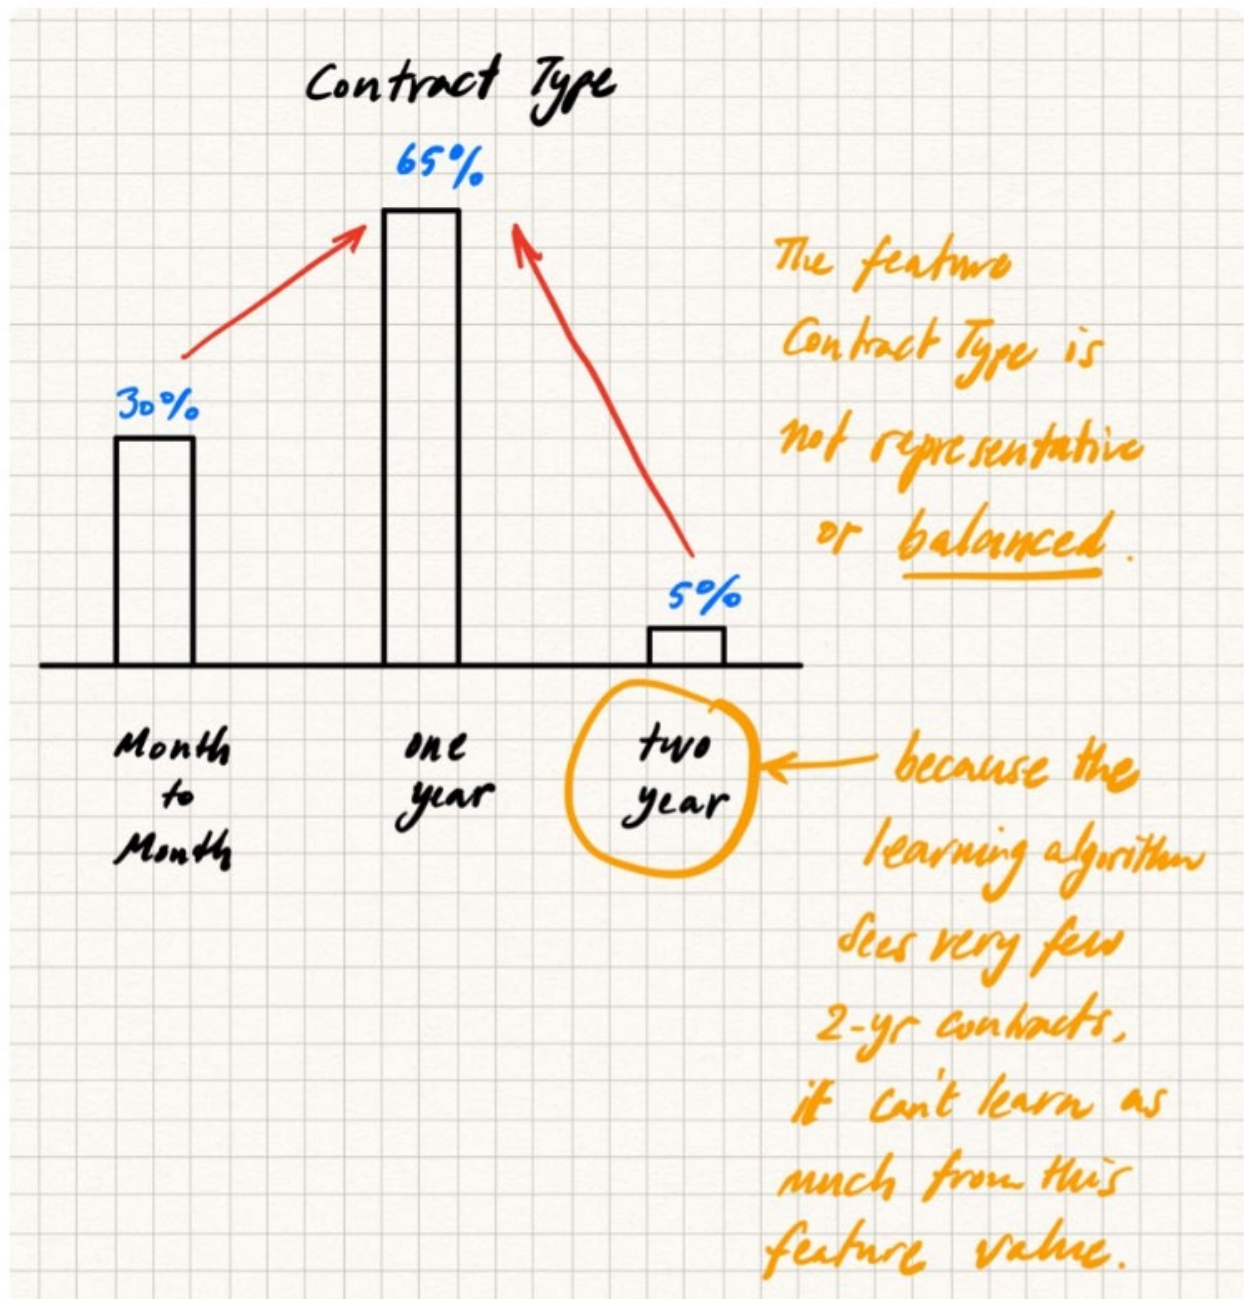 Contract Type
65%
30%
5%
Month
to
Month
one
year
two
year
The feature
Contract Type is
not representative
or balanced.
because the
learning algorithm
sees very few
2-yr contracts,
it can't learn as
much from this
feature value.